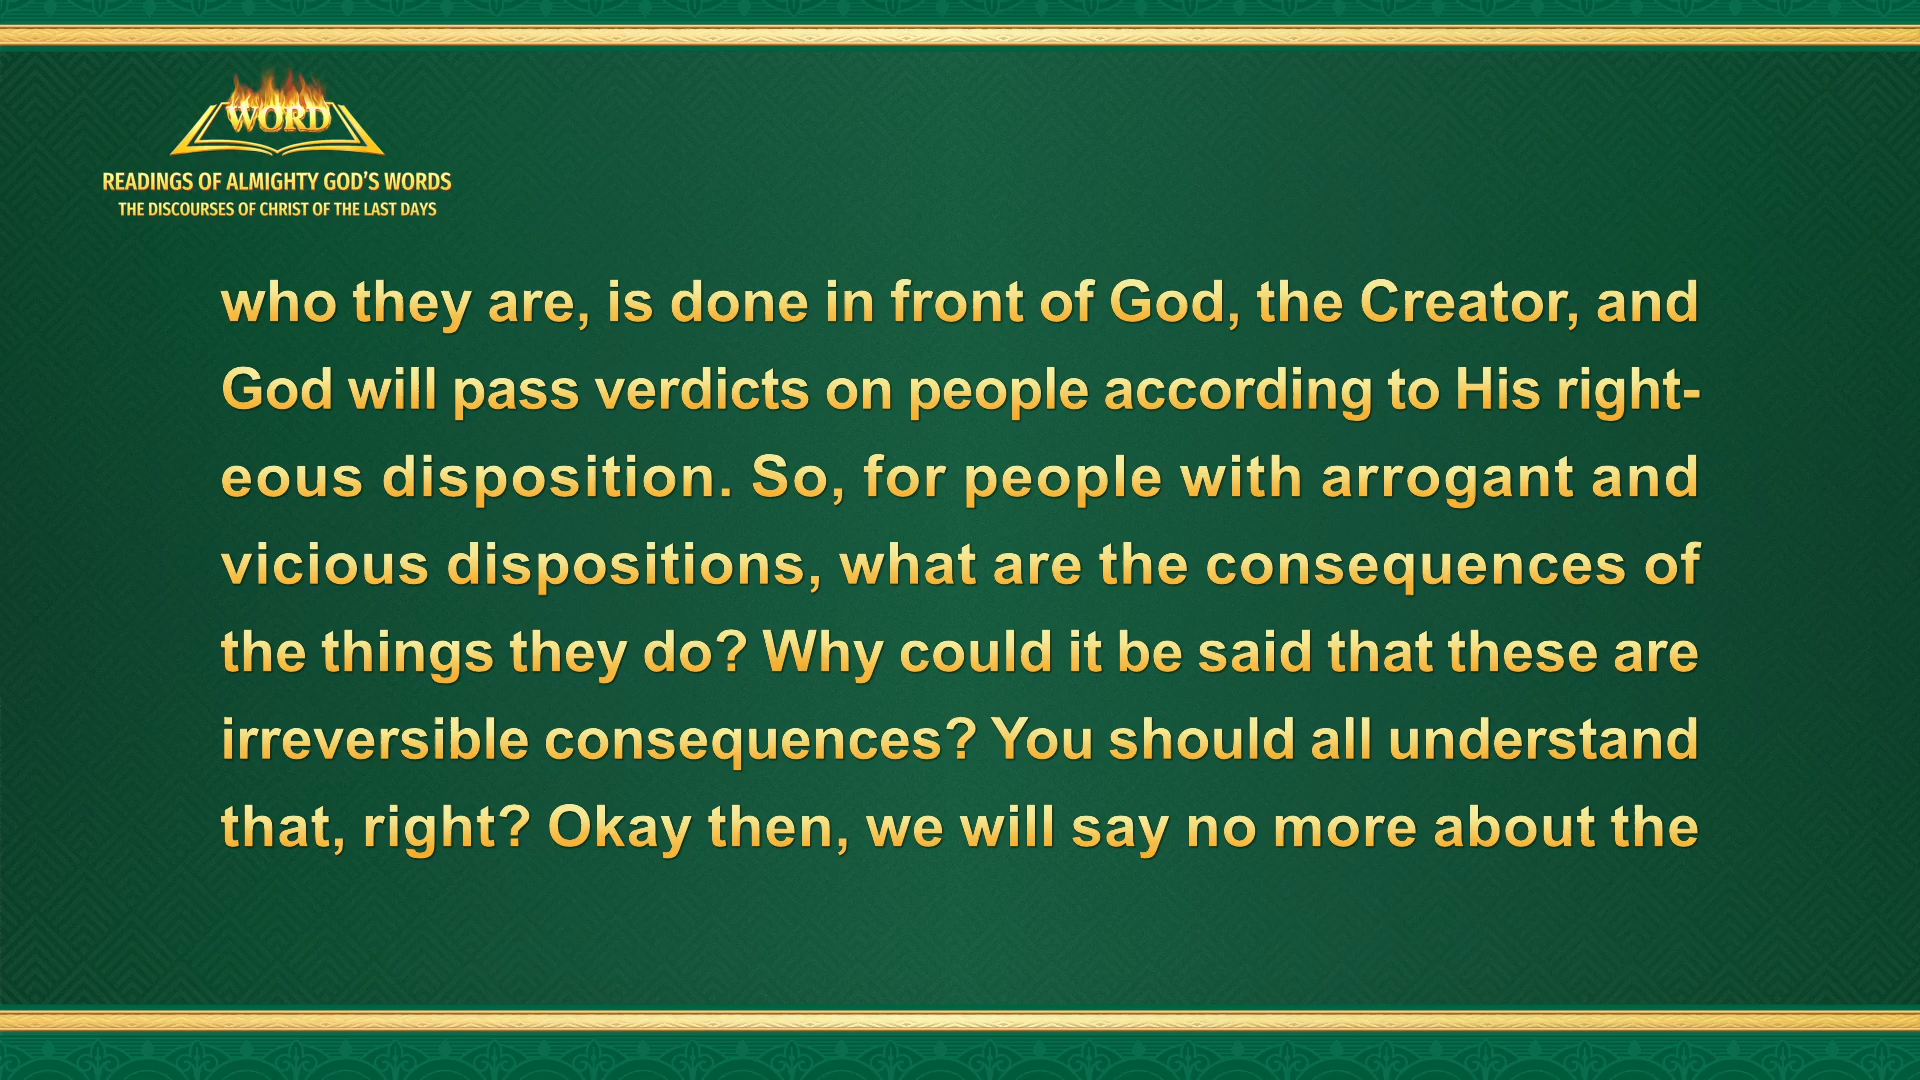 WORD
READINGS OF ALMIGHTY GOD'S WORDS
THE DISCOURSES OF CHRIST OF THE LAST DAYS
who they are, is done in front of God, the Creator, and
God will pass verdicts on people according to His right-
eous disposition. So, for people with arrogant and
vicious dispositions, what are the consequences of
the things they do? Why could it be said that these are
irreversible consequences? You should all understand
that, right? Okay then, we will say no more about the